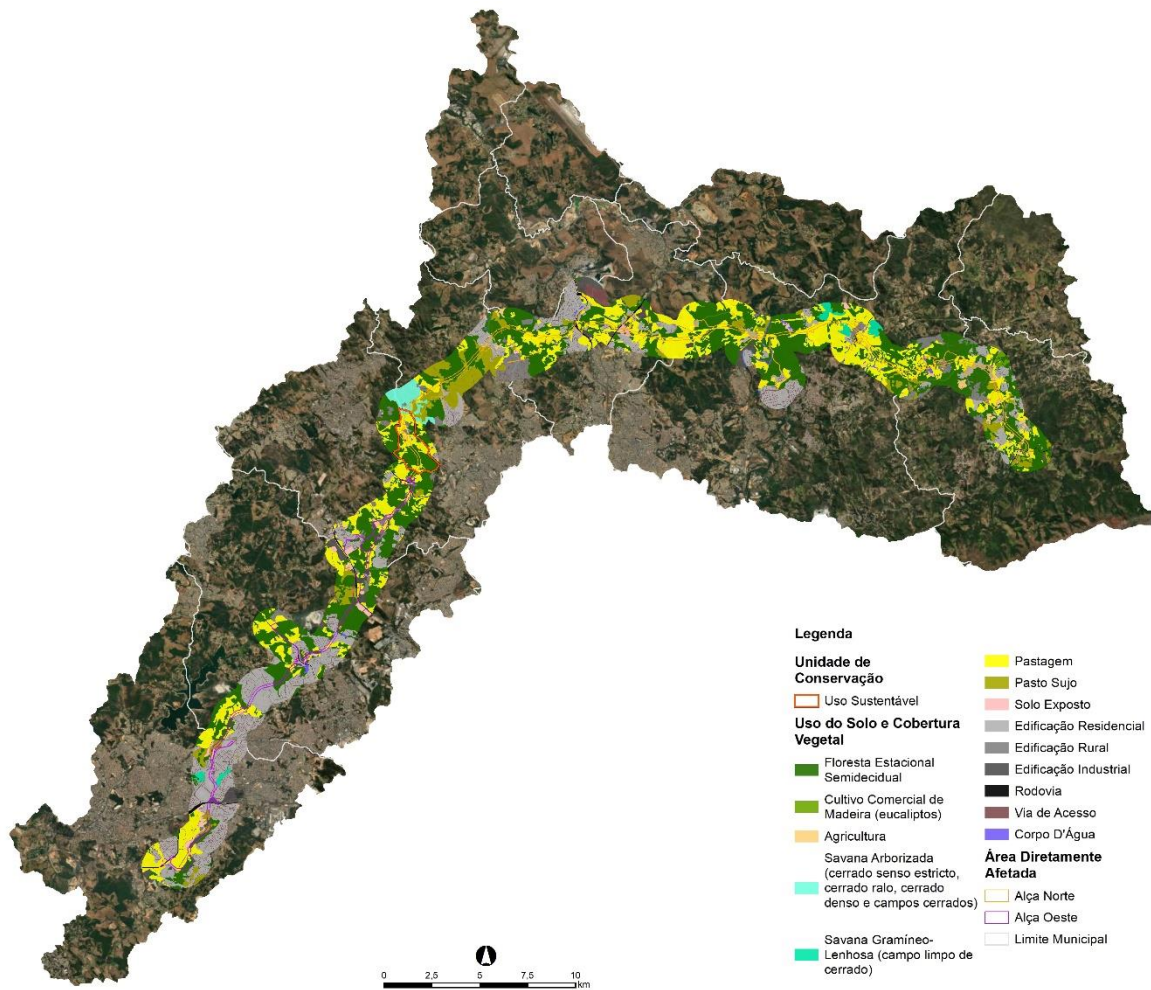 Legenda
Unidade de
Conservação
Uso Sustentável
Uso do Solo e Cobertura
Vegetal
Floresta Estacional
Semidecidual
Cultivo Comercial de
Madeira (eucaliptos)
Agricultura
Savana Arborizada
(cerrado senso estricto,
cerrado ralo, cerrado
denso e campos cerrados)
Savana Gramíneo-
Lenhosa (campo limpo de
cerrado)
Pastagem
Pasto Sujo
Solo Exposto
Edificação Residencial
Edificação Rural
Edificação Industrial
Rodovia
Via de Acesso
Corpo D'Água
Área Diretamente
Afetada
Alça Norte
Alça Oeste
Limite Municipal
0 2,5 5 7,5 10
km